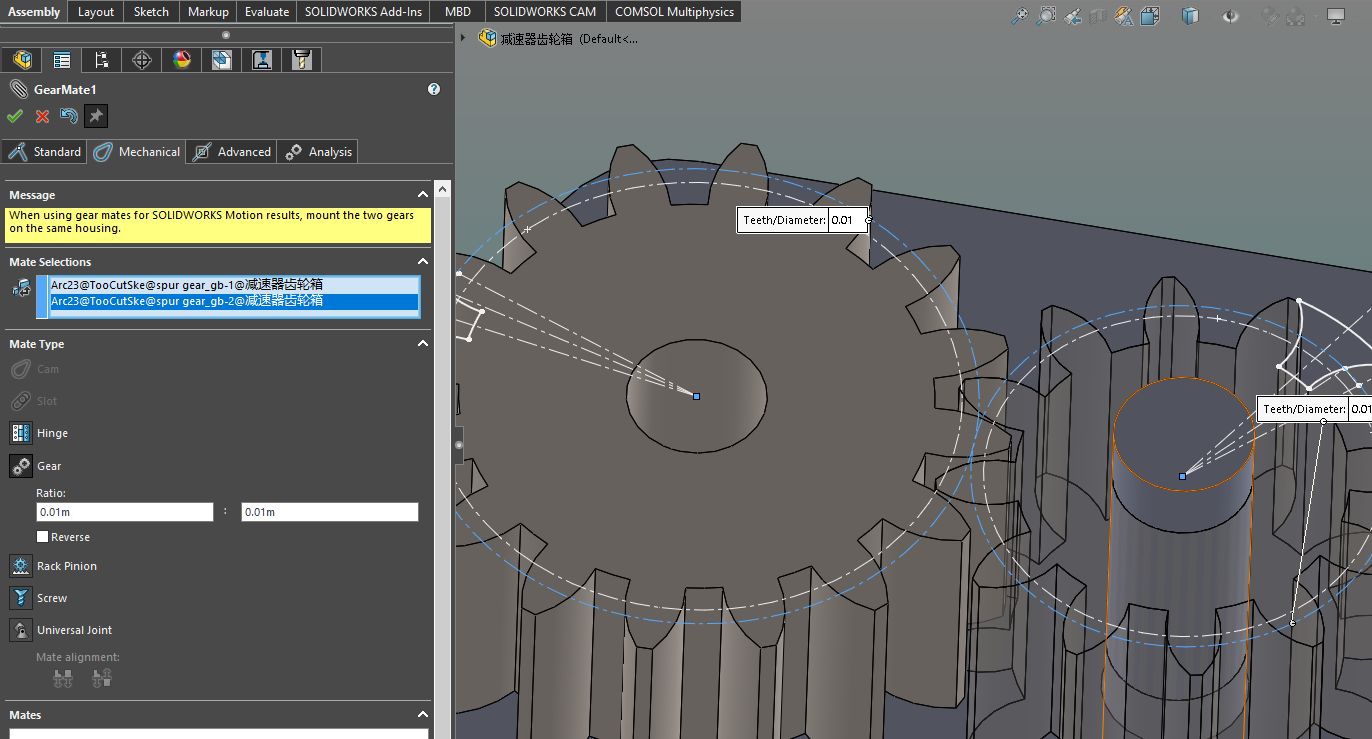 Assembly Layout Sketch Markup Evaluate SOLIDWORKS Add-Ins MBD SOLIDWORKS CAM COMSOL Multiphysics
减速器齿轮箱 (Default<...
GearMate1
?
Standard Mechanical Advanced Analysis
Message
When using gear mates for SOLIDWORKS Motion results, mount the two gears
on the same housing.
Mate Selections
Arc23@TooCutSke@spur gear_gb-1@减速器齿轮箱
Arc23@TooCutSke@spur gear_gb-2@减速器齿轮箱
Mate Type
Cam
Slot
Hinge
Gear
Ratio:
0.01m : 0.01m
Reverse
Rack Pinion
Screw
Universal Joint
Mate alignment:
Mates
Teeth/Diameter: 0.01
Teeth/Diameter: 0.01